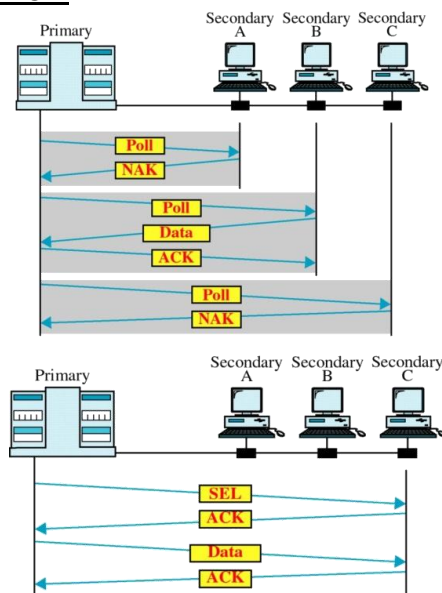 Secondary Secondary Secondary
Primary A B C
Poll
NAK
Poll
Data
ACK
Poll
NAK
Secondary Secondary Secondary
Primary A B C
SEL
ACK
Data
ACK